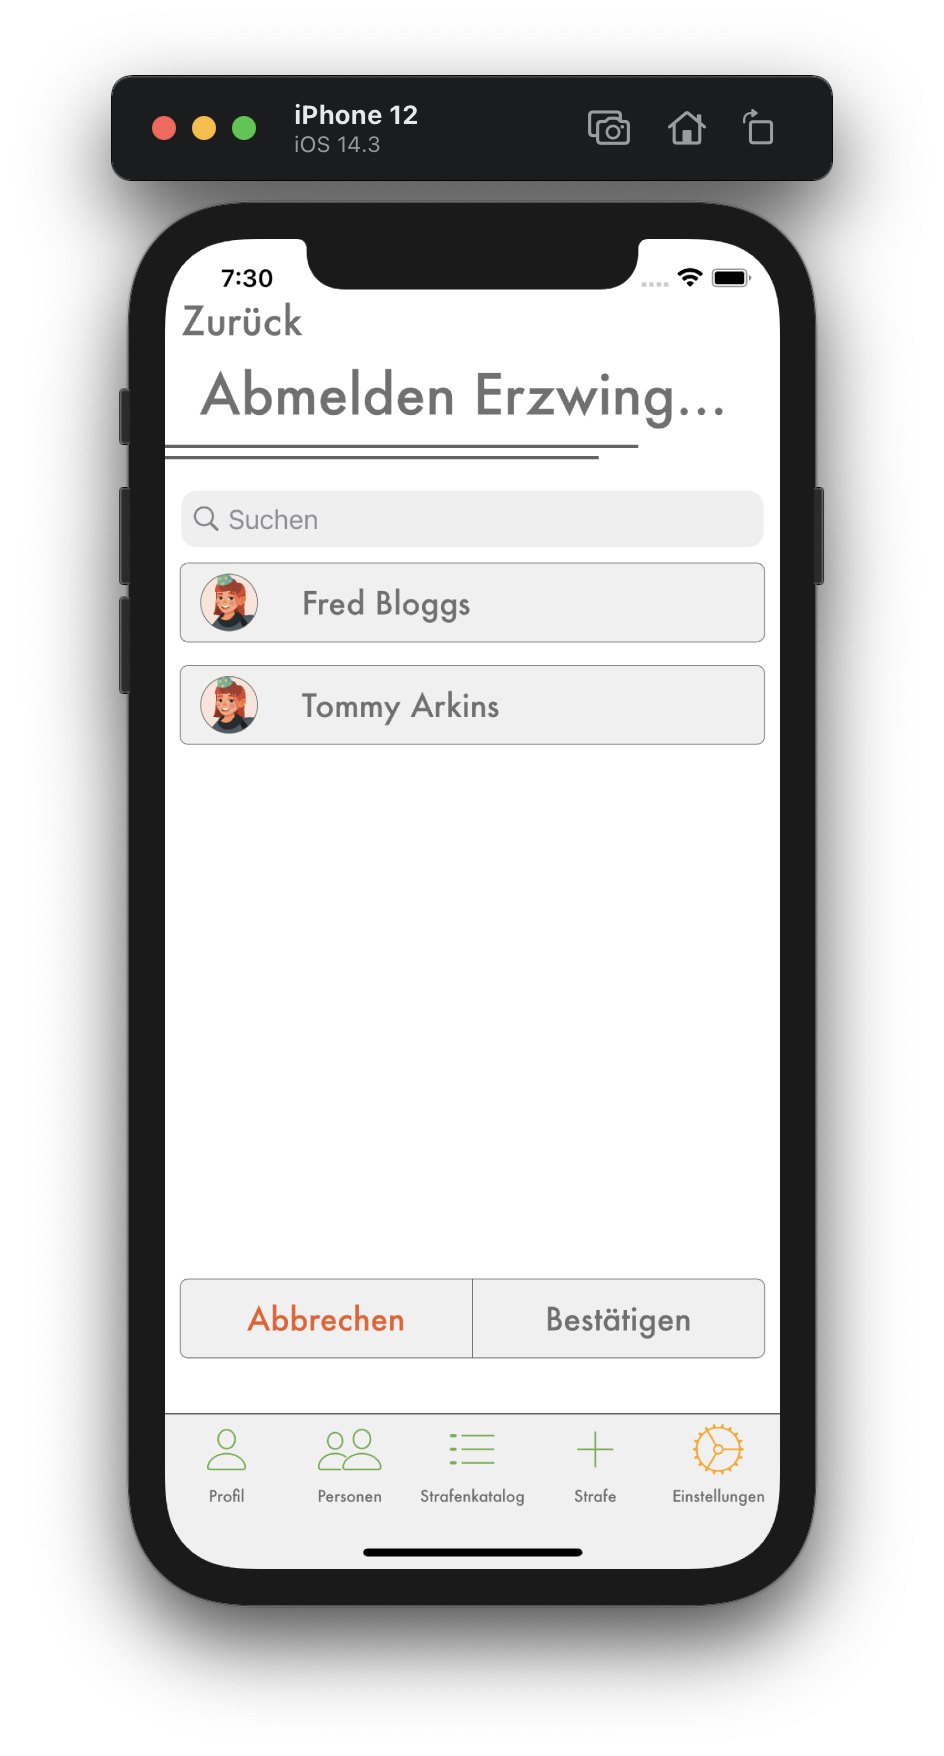 iPhone 12
iOS 14.3
7:30
Zurück
Abmelden Erzwing...
Suchen
Fred Bloggs
Tommy Arkins
Abbrechen
Bestätigen
Profil
Personen
Strafenkatalog
Strafe
Einstellungen